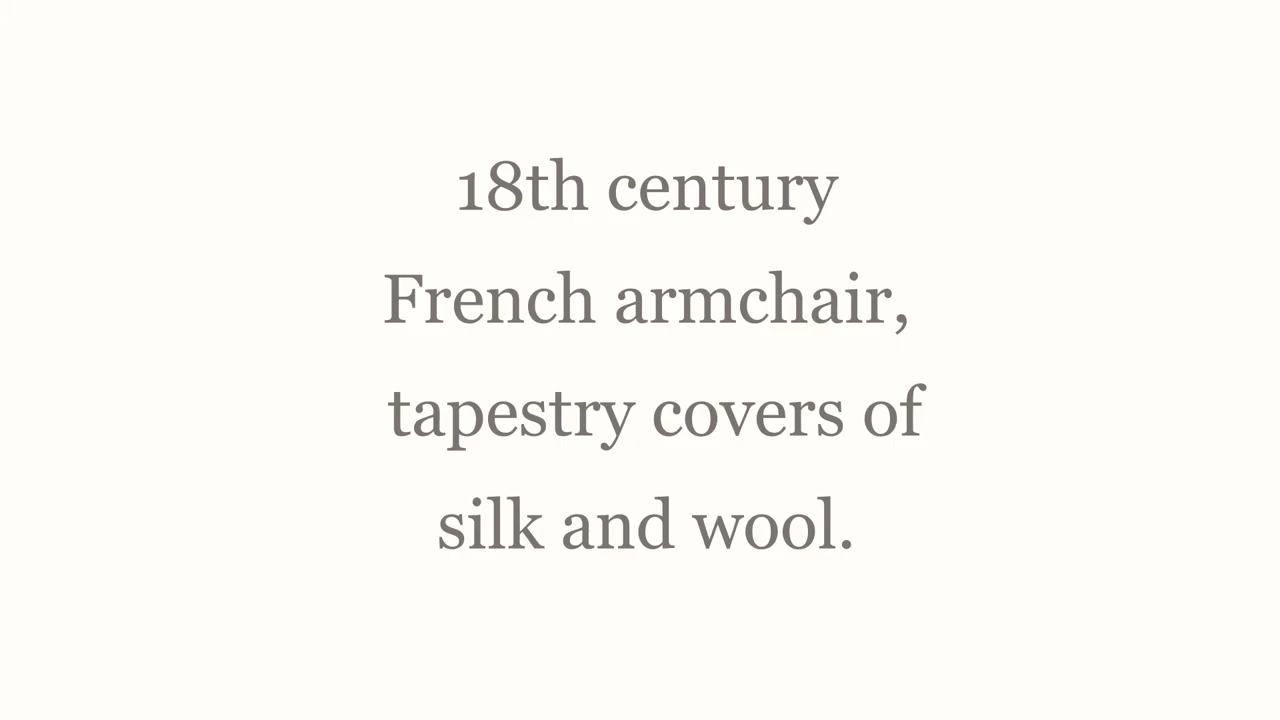 18th century
French armchair,
tapestry covers of
silk and wool.